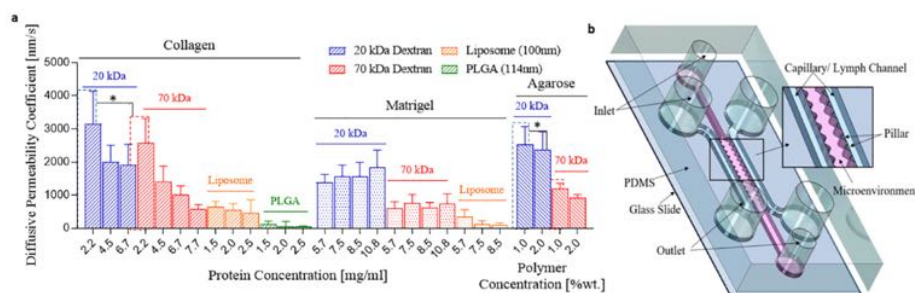 a
Collagen
20 kDa Dextran
70 kDa Dextran
Liposome (100nm)
PLGA (114nm)
Diffusive Permeability Coefficient [nm/s]
5000
4000
3000
2000
1000
0
20 kDa
*
70 kDa
Liposome
PLGA
Matrigel
20 kDa
70 kDa
Liposome
Agarose
20 kDa
*
70 kDa
2.2 4.5 6.7 2.2 4.5 6.7 7.7 1.5 2.0 2.5 1.5 2.0 2.5 5.7 7.5 8.5 10.8 5.7 7.5 8.5 10.8 5.7 7.5 8.5 1.0 2.0 1.0 2.0
Protein Concentration [mg/ml]
Polymer
Concentration [%wt.]
b
Capillary/ Lymph Channel
Inlet
Pillar
PDMS
Microenvironment
Glass Slide
Outlet